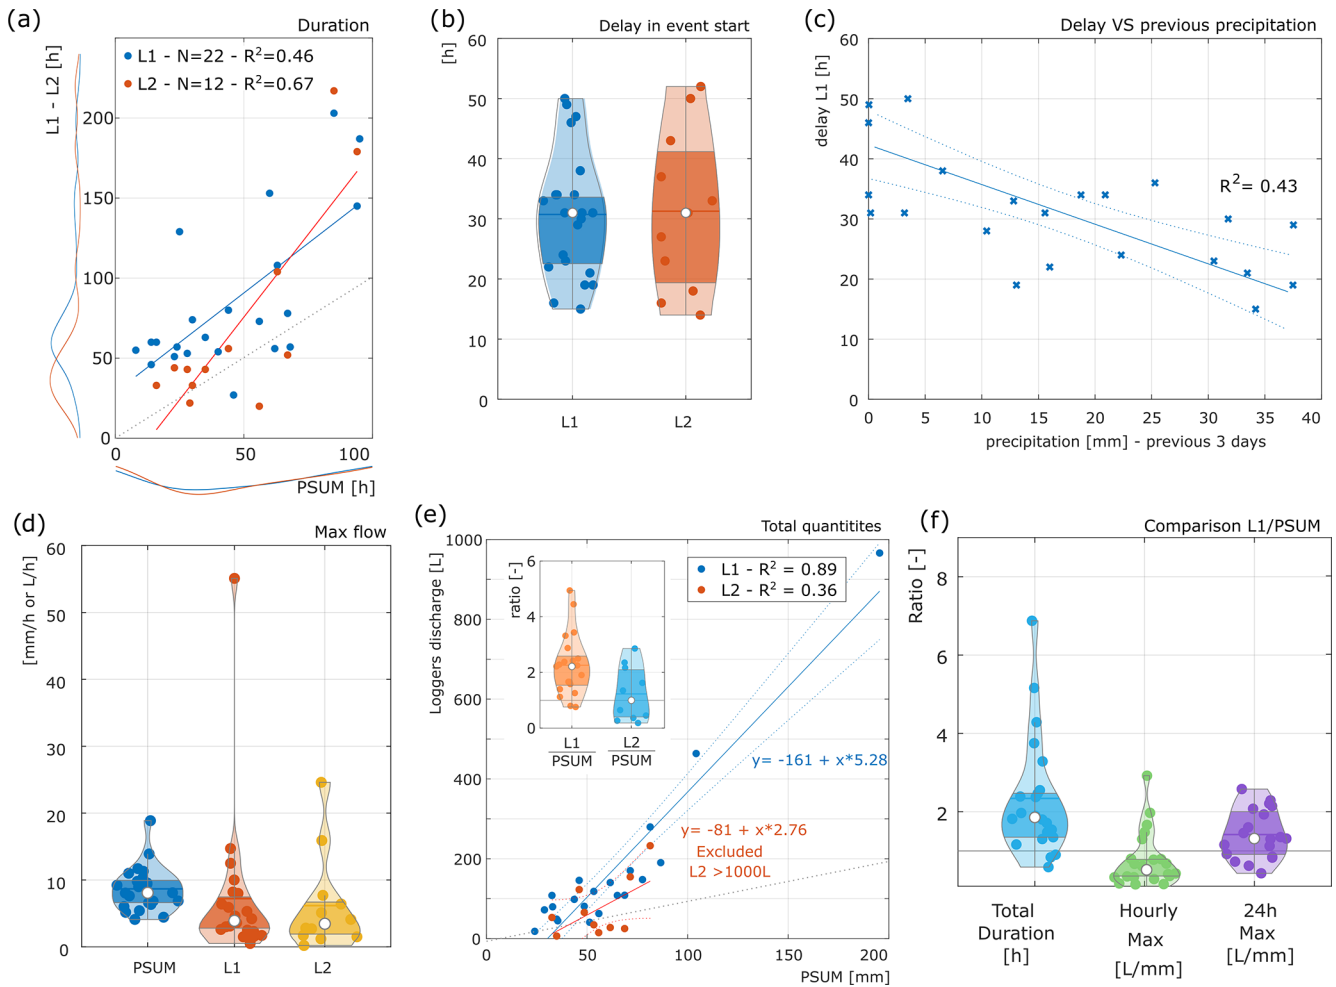 (a)
Duration
L1 - L2 [h]
L1 - N=22 - R²=0.46
L2 - N=12 - R²=0.67
200
150
100
50
0
0
50
100
PSUM [h]
(b)
Delay in event start
[h]
60
50
40
30
20
10
0
L1
L2
(c)
Delay VS previous precipitation
delay L1 [h]
60
50
40
30
20
10
0
R²= 0.43
0
5
10
15
20
25
30
35
40
precipitation [mm] - previous 3 days
(d)
Max flow
[mm/h or L/h]
60
50
40
30
20
10
0
PSUM
L1
L2
(e)
Total quantitites
Loggers discharge [L]
1000
900
800
700
600
500
400
300
200
100
0
ratio [-]
6
4
2
0
L1
PSUM
L2
PSUM
L1 - R² = 0.89
L2 - R² = 0.36
y= -161 + x*5.28
y= -81 + x*2.76
Excluded
L2 >1000L
0
50
100
150
200
PSUM [mm]
(f)
Comparison L1/PSUM
Ratio [-]
8
6
4
2
Total
Duration
[h]
Hourly
Max
[L/mm]
24h
Max
[L/mm]